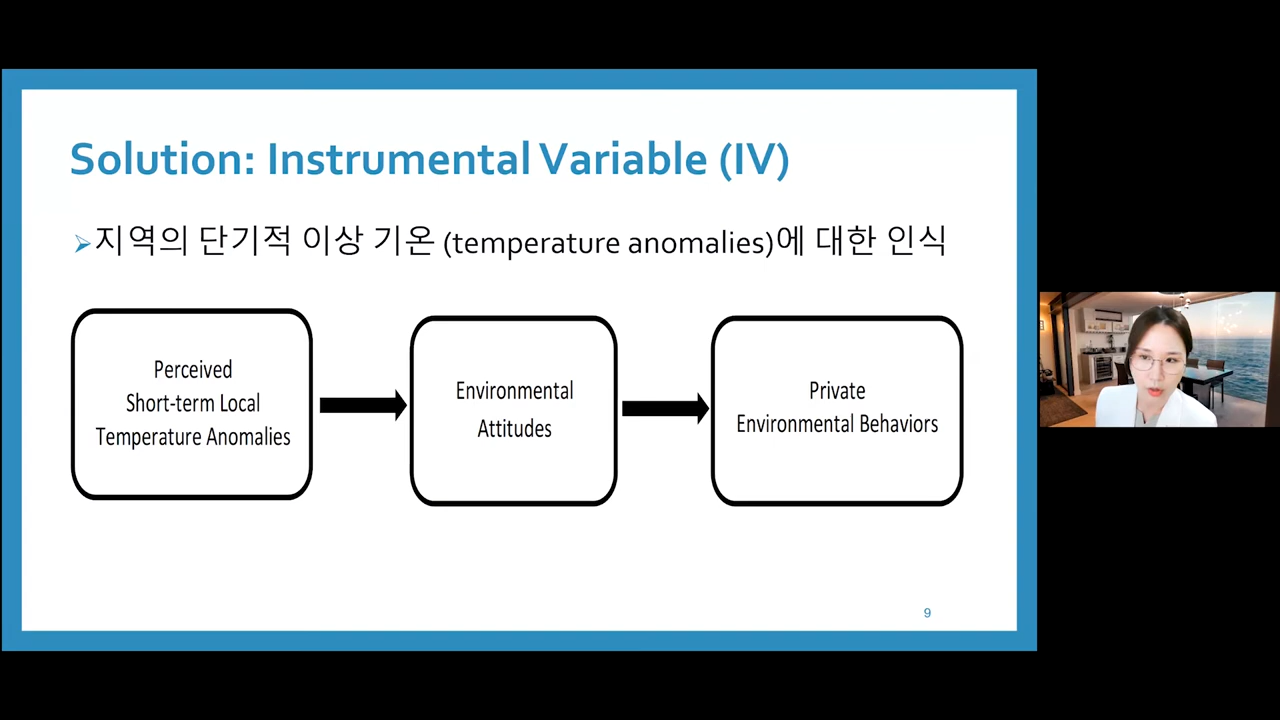 Solution: Instrumental Variable (IV)
➢지역의 단기적 이상 기온 (temperature anomalies)에 대한 인식
Perceived
Short-term Local
Temperature Anomalies
Environmental
Attitudes
Private
Environmental Behaviors
9